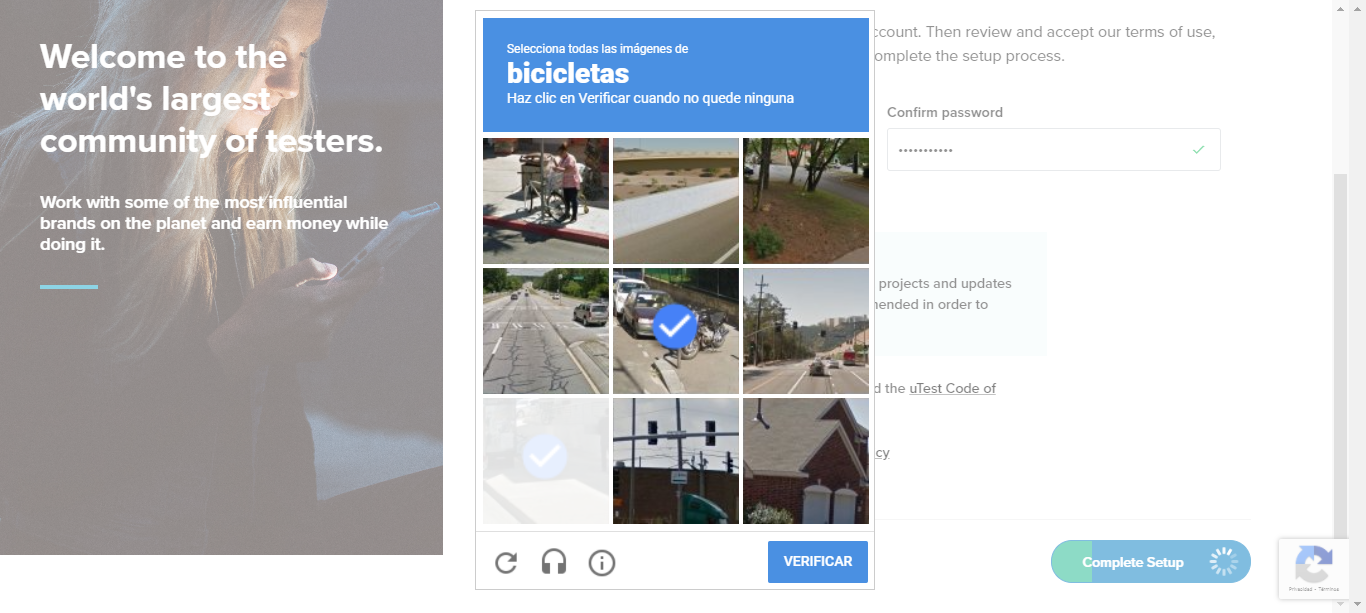 Welcome to the
world's largest
community of testers.
Work with some of the most influential
brands on the planet and earn money while
doing it.
Selecciona todas las imágenes de
bicicletas
Haz clic en Verificar cuando no quede ninguna
VERIFICAR
ccount. Then review and accept our terms of use,
omplete the setup process.
Confirm password
projects and updates
nended in order to
d the uTest Code of
cy
Complete Setup
Privacidad - Términos